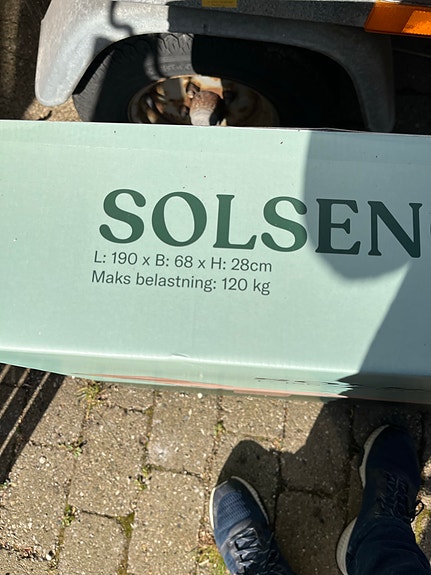 SOLSEN
L: 190 x B: 68 x H: 28cm
Maks belastning: 120 kg